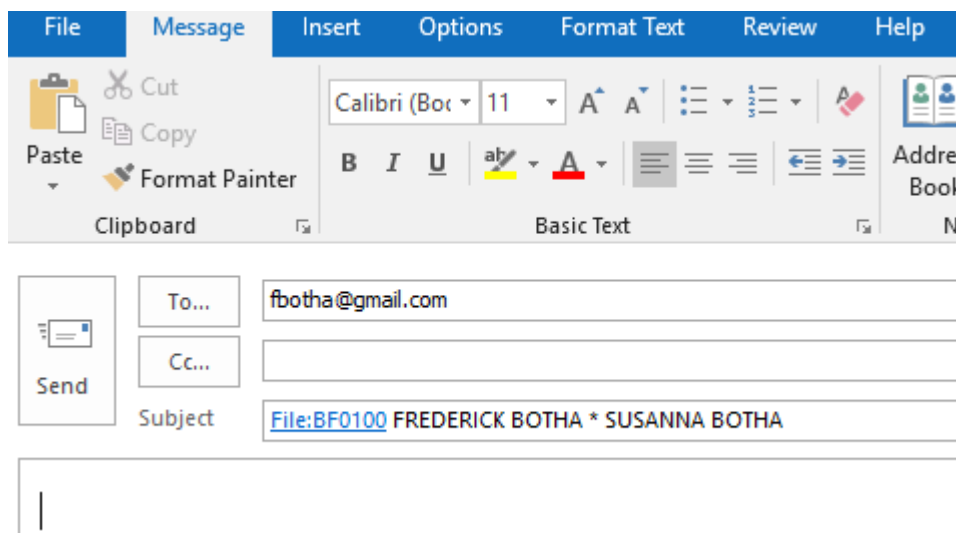 File Message Insert Options Format Text Review Help
Cut
Calibri (Boc 11 A A
Copy
Paste
B I U ab A
Addre
Format Painter
Book
Clipboard Basic Text N
To... fbotha@gmail.com
Cc...
Send
Subject File:BF0100 FREDERICK BOTHA * SUSANNA BOTHA